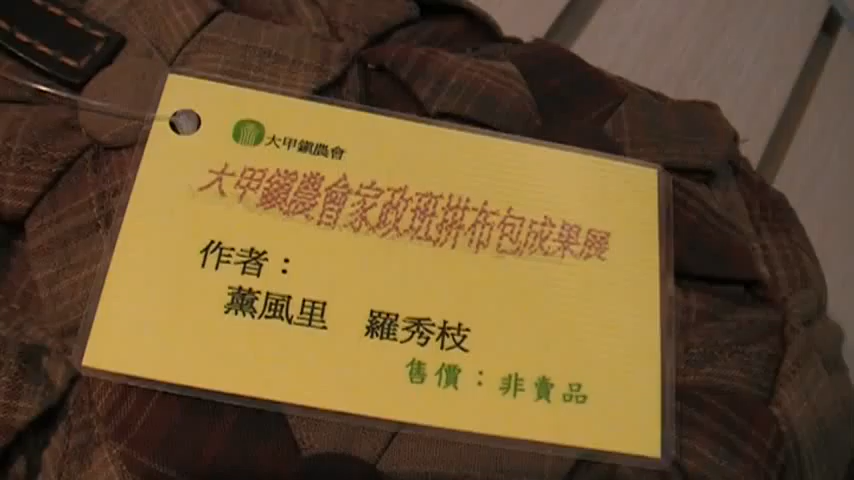 大甲鎮農會
大甲鎮農會家政班拼布包成果展
作者：
薰風里　羅秀枝
售價：非賣品